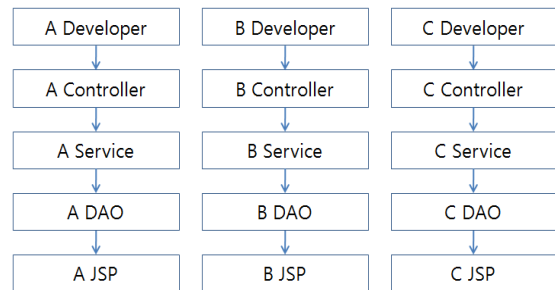 A Developer
B Developer
C Developer
A Controller
B Controller
C Controller
A Service
B Service
C Service
A DAO
B DAO
C DAO
A JSP
B JSP
C JSP